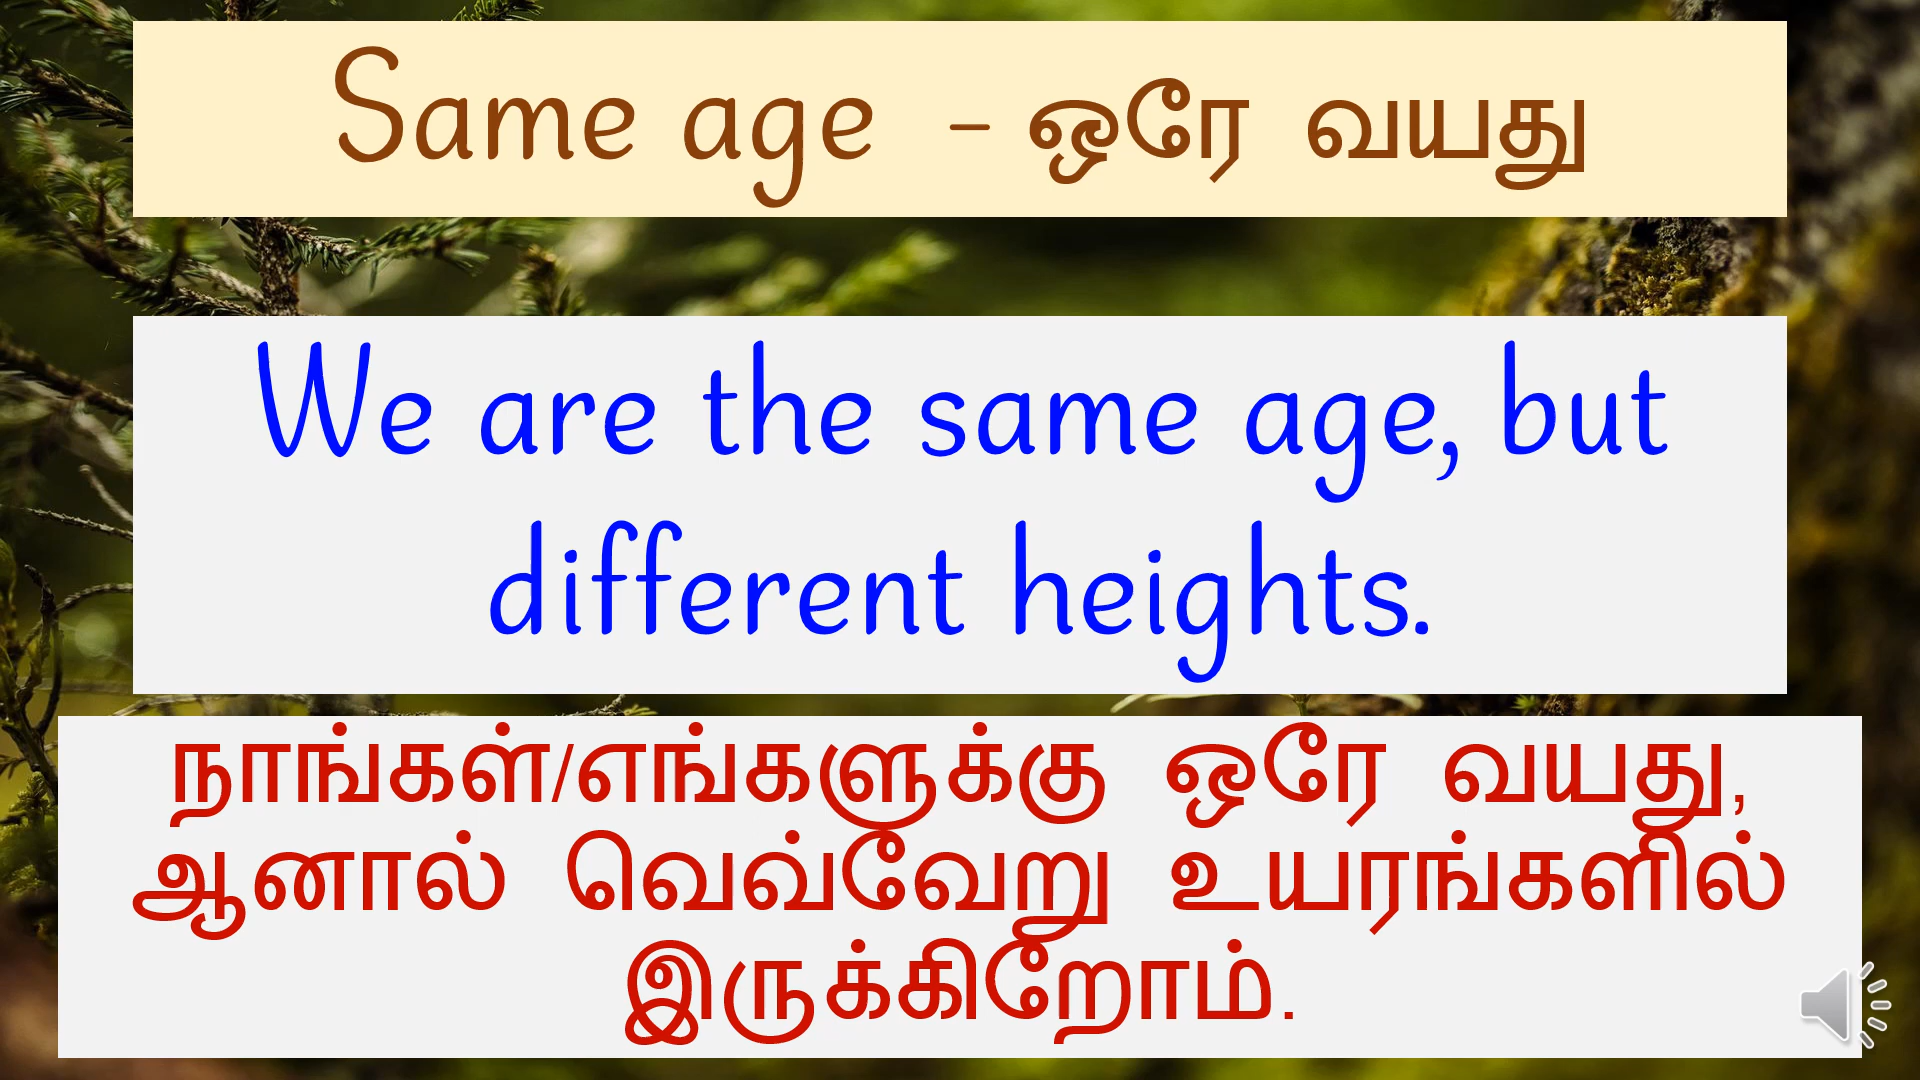 Same age - ஒரே வயது
We are the same age, but
different heights.
நாங்கள்/எங்களுக்கு ஒரே வயது,
ஆனால் வெவ்வேறு உயரங்களில்
இருக்கிறோம்.